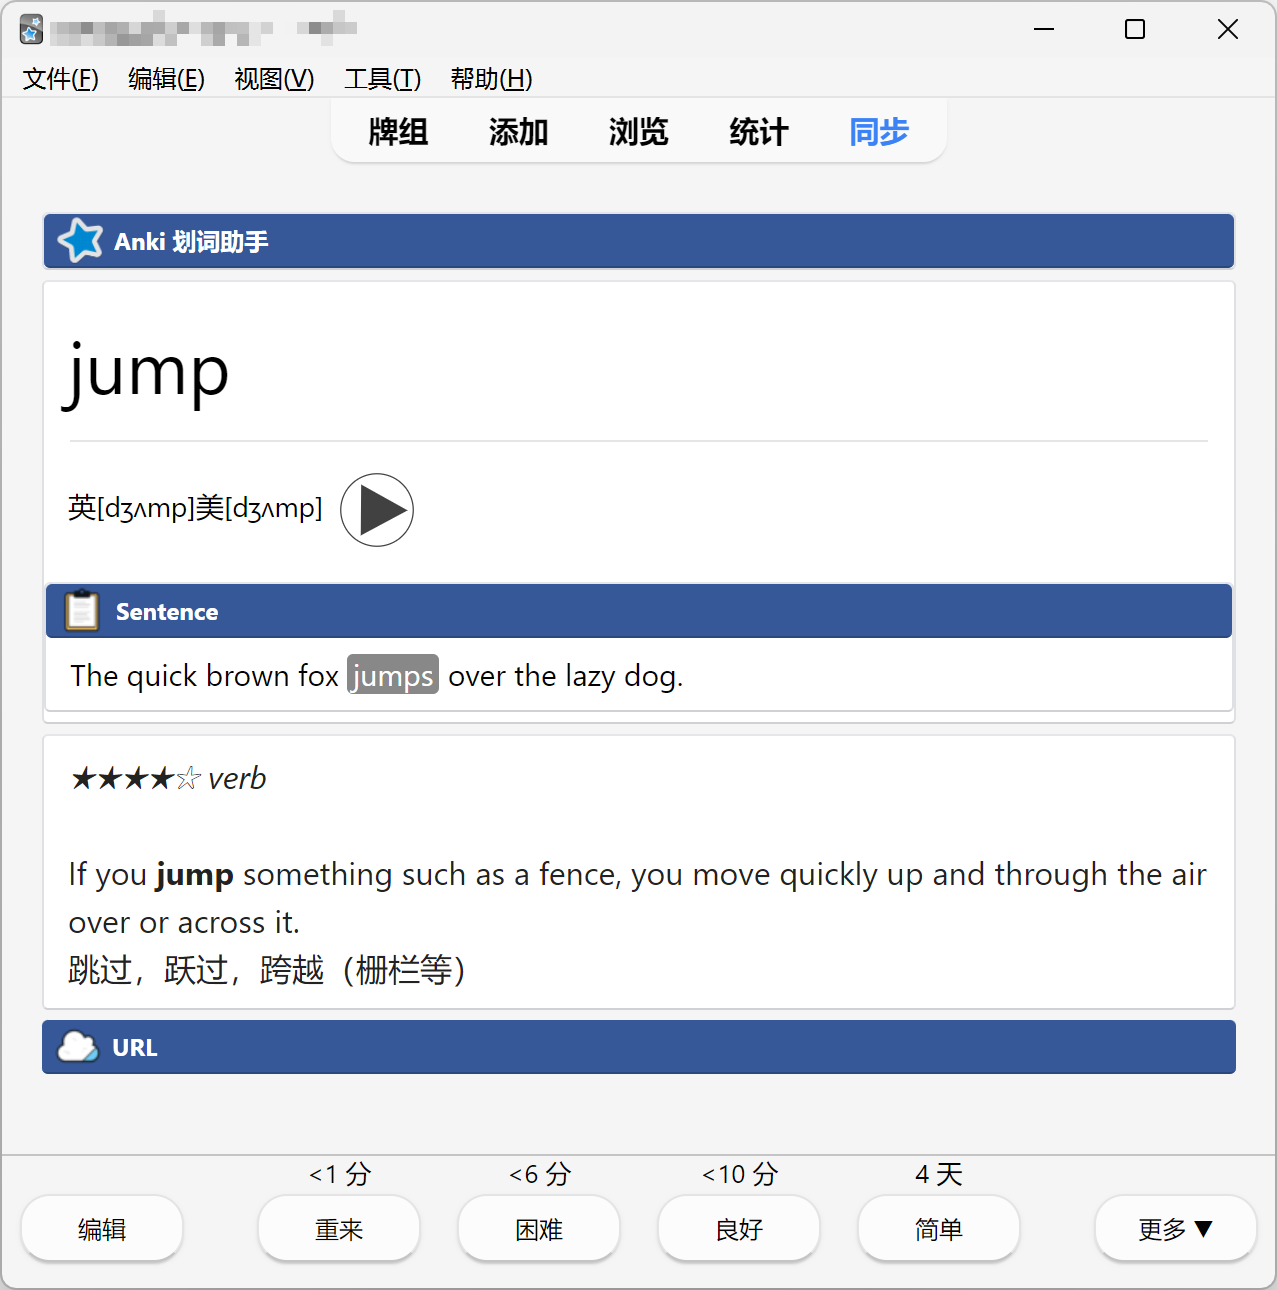 文件(F) 编辑(E) 视图(V) 工具(T) 帮助(H)
牌组 添加 浏览 统计 同步
Anki 划词助手
jump
英[dʒʌmp]美[dʒʌmp]
Sentence
The quick brown fox jumps over the lazy dog.
★★★★☆ verb
If you jump something such as a fence, you move quickly up and through the air
over or across it.
跳过，跃过，跨越（栅栏等）
URL
<1 分 <6 分 <10 分 4 天
编辑 重来 困难 良好 简单 更多 ▼